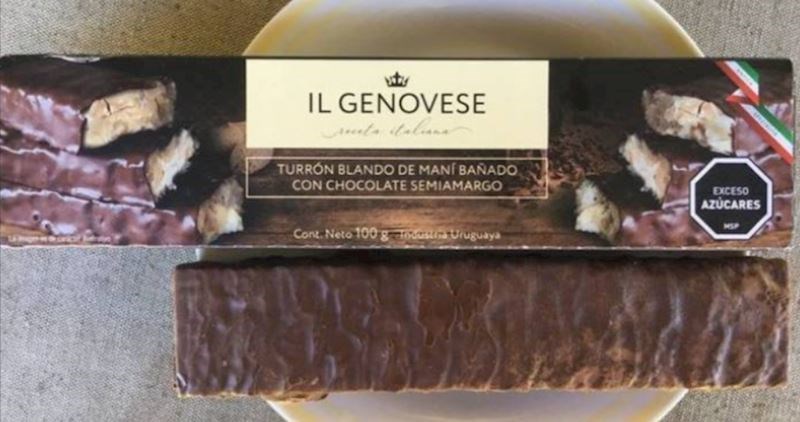 IL GENOVESE
receta italiana
TURRÓN BLANDO DE MANÍ BAÑADO
CON CHOCOLATE SEMIAMARGO
Cont. Neto 100 g Industria Uruguaya
EXCESO
AZÚCARES
MSP